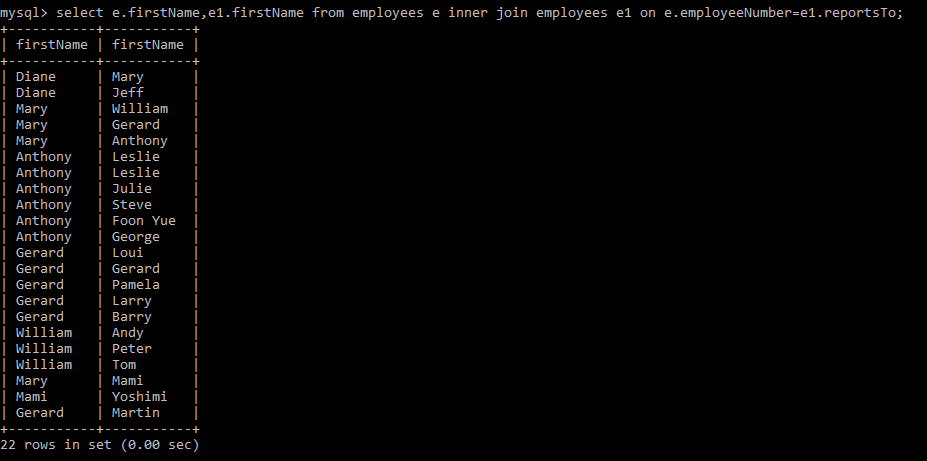 mysql> select e.firstName,e1.firstName from employees e inner join employees e1 on e.employeeNumber=e1.reportsTo;
+-----------+-----------+
| firstName | firstName |
+-----------+-----------+
| Diane     | Mary      |
| Diane     | Jeff      |
| Mary      | William   |
| Mary      | Gerard    |
| Mary      | Anthony   |
| Anthony   | Leslie    |
| Anthony   | Leslie    |
| Anthony   | Julie     |
| Anthony   | Steve     |
| Anthony   | Foon Yue  |
| Anthony   | George    |
| Gerard    | Loui      |
| Gerard    | Gerard    |
| Gerard    | Pamela    |
| Gerard    | Larry     |
| Gerard    | Barry     |
| William   | Andy      |
| William   | Peter     |
| William   | Tom       |
| Mary      | Mami      |
| Mami      | Yoshimi   |
| Gerard    | Martin    |
+-----------+-----------+
22 rows in set (0.00 sec)